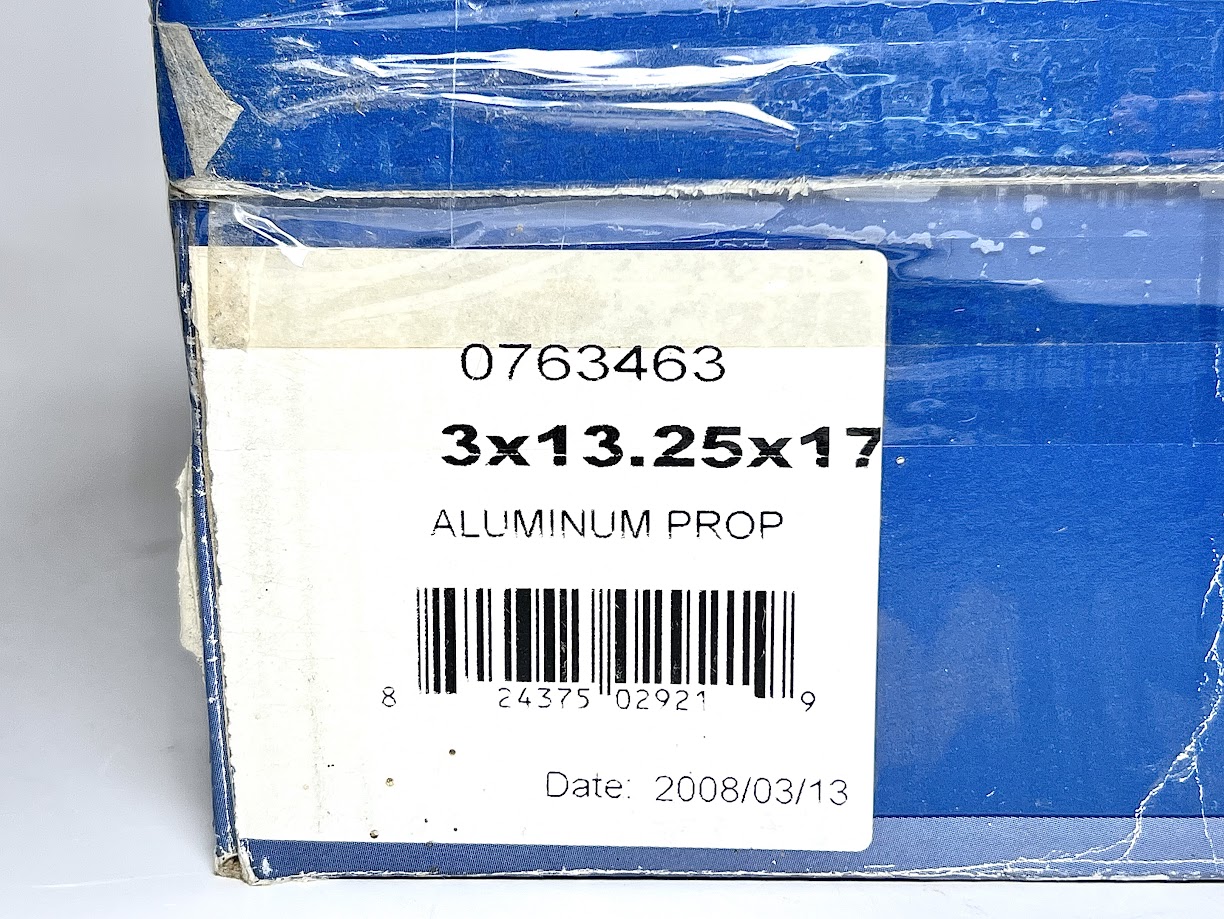 0763463
3x13.25x17
ALUMINUM PROP
8 24375 02921 9
Date: 2008/03/13